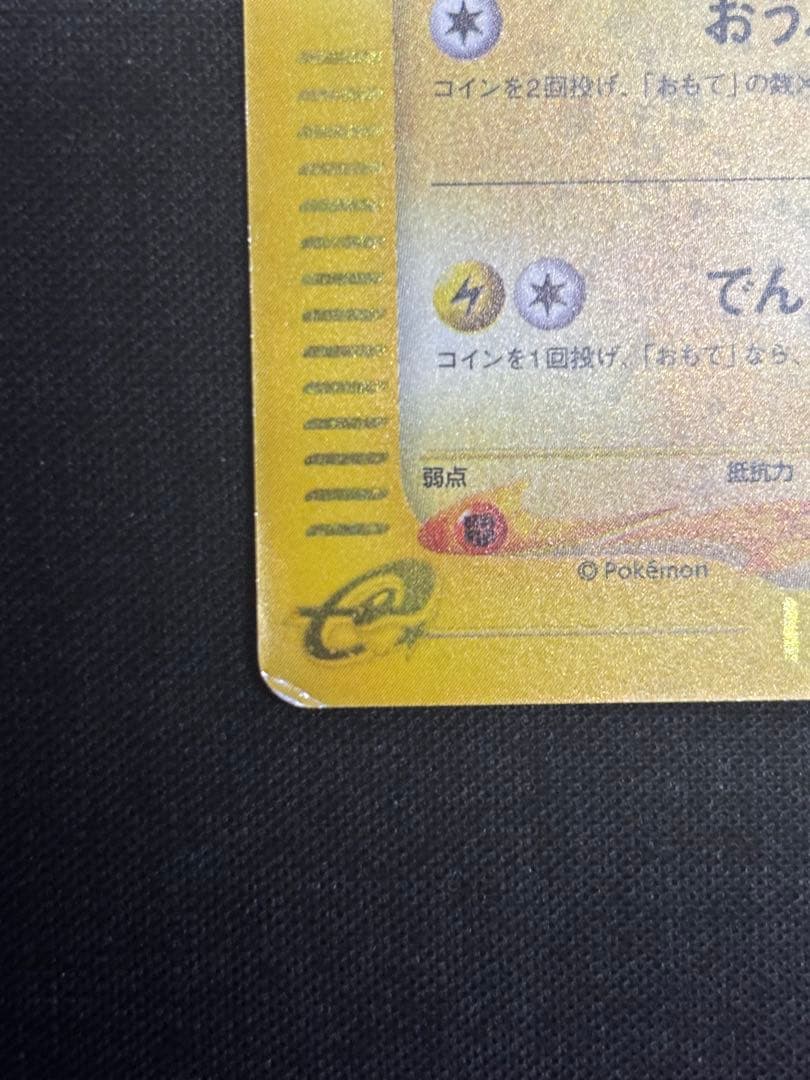 おう
コインを2回投げ、「おもて」の数×
でん
コインを1回投げ、「おもて」なら、
弱点 抵抗力
© Pokémon
e